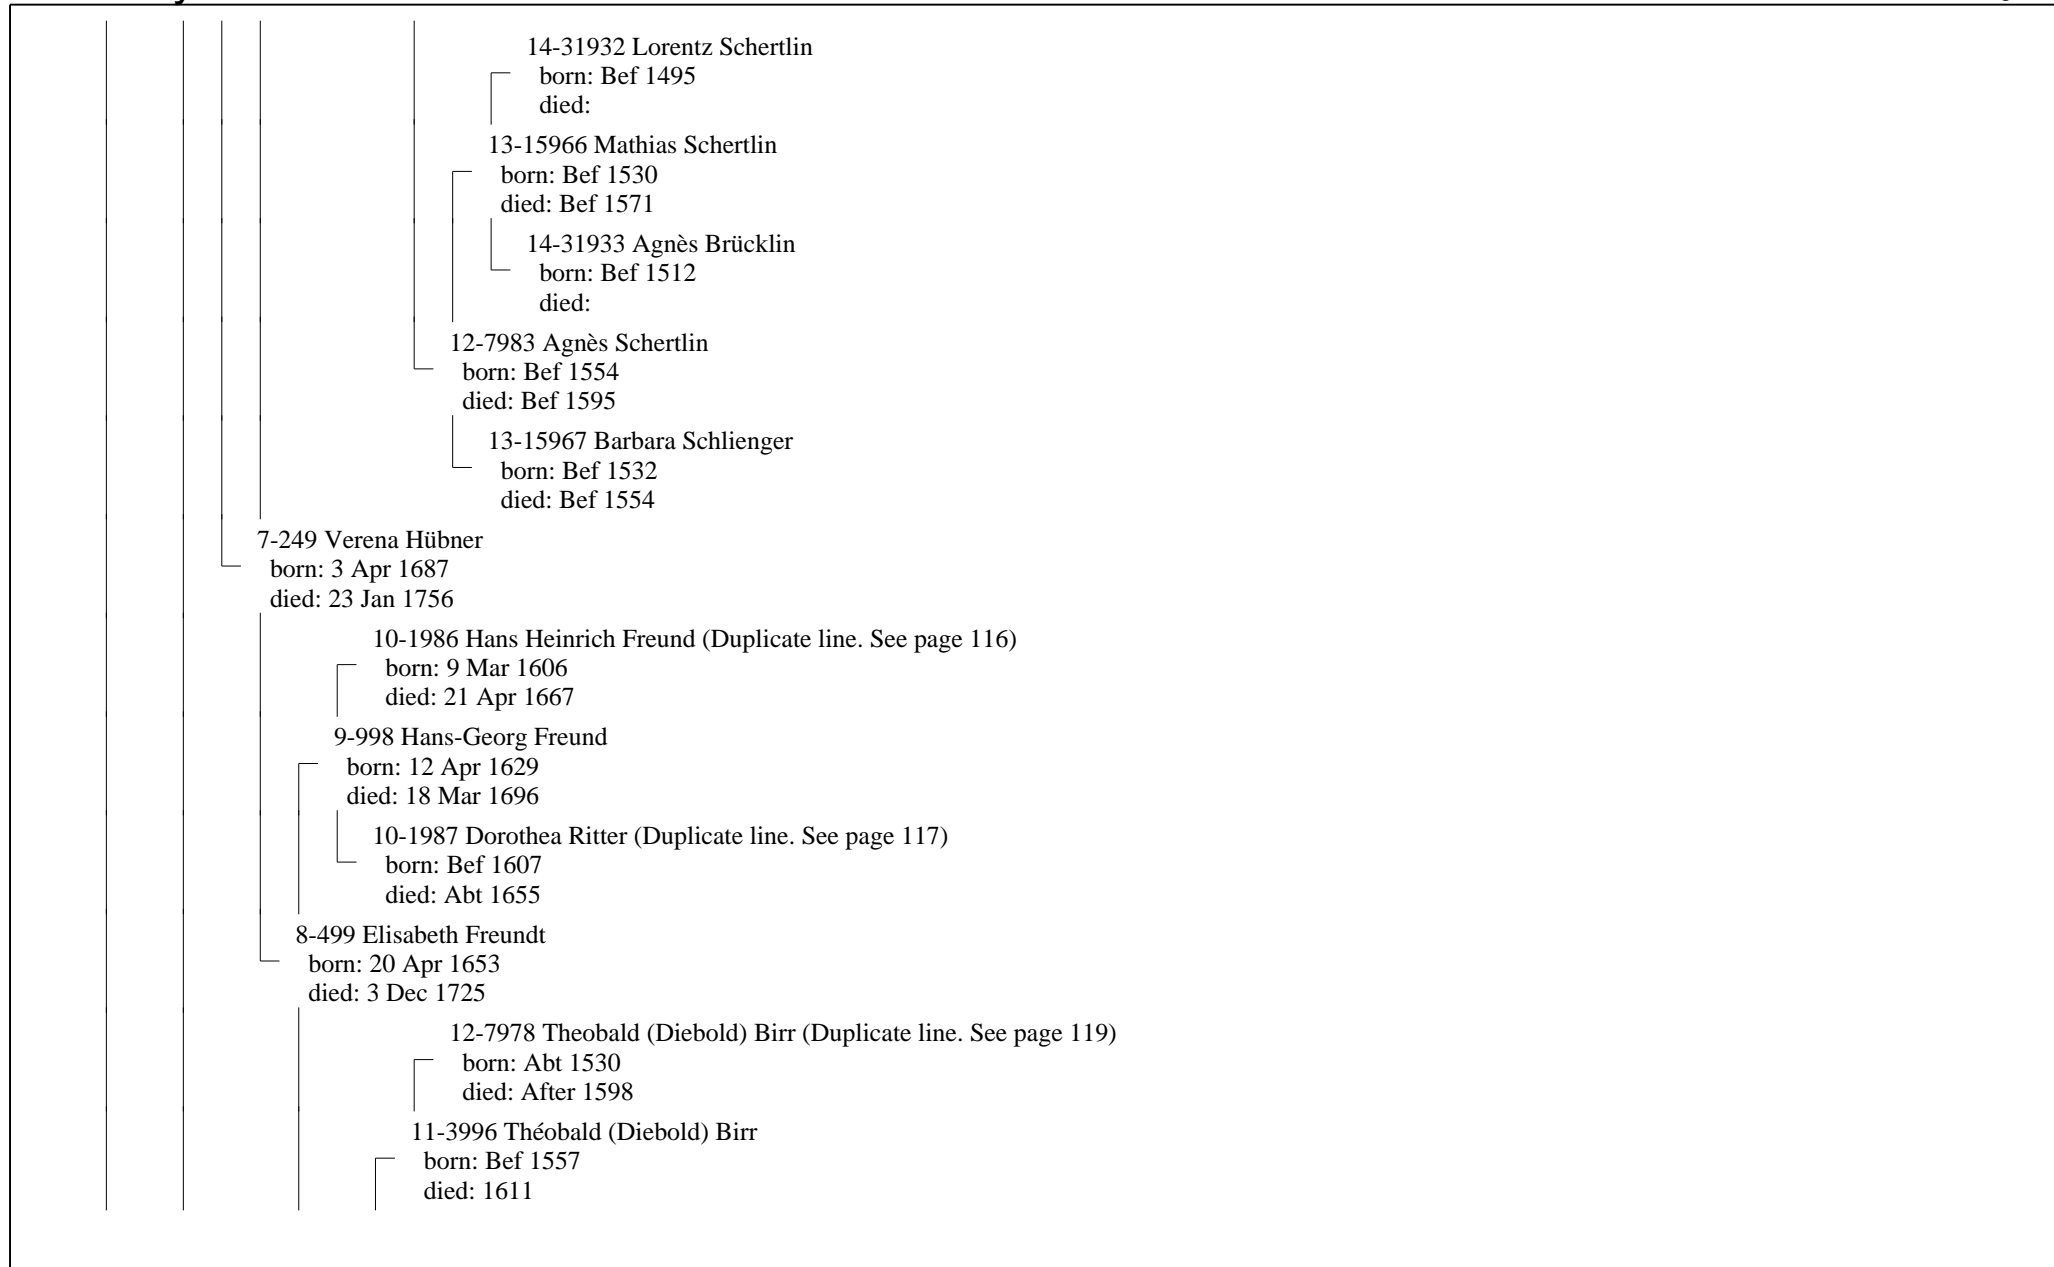 14-31932 Lorentz Schertlin
born: Bef 1495
died:
13-15966 Mathias Schertlin
born: Bef 1530
died: Bef 1571
14-31933 Agnès Brücklin
born: Bef 1512
died:
12-7983 Agnès Schertlin
born: Bef 1554
died: Bef 1595
13-15967 Barbara Schlienger
born: Bef 1532
died: Bef 1554
7-249 Verena Hübner
born: 3 Apr 1687
died: 23 Jan 1756
10-1986 Hans Heinrich Freund (Duplicate line. See page 116)
born: 9 Mar 1606
died: 21 Apr 1667
9-998 Hans-Georg Freund
born: 12 Apr 1629
died: 18 Mar 1696
10-1987 Dorothea Ritter (Duplicate line. See page 117)
born: Bef 1607
died: Abt 1655
8-499 Elisabeth Freundt
born: 20 Apr 1653
died: 3 Dec 1725
12-7978 Theobald (Diebold) Birr (Duplicate line. See page 119)
born: Abt 1530
died: After 1598
11-3996 Théobald (Diebold) Birr
born: Bef 1557
died: 1611